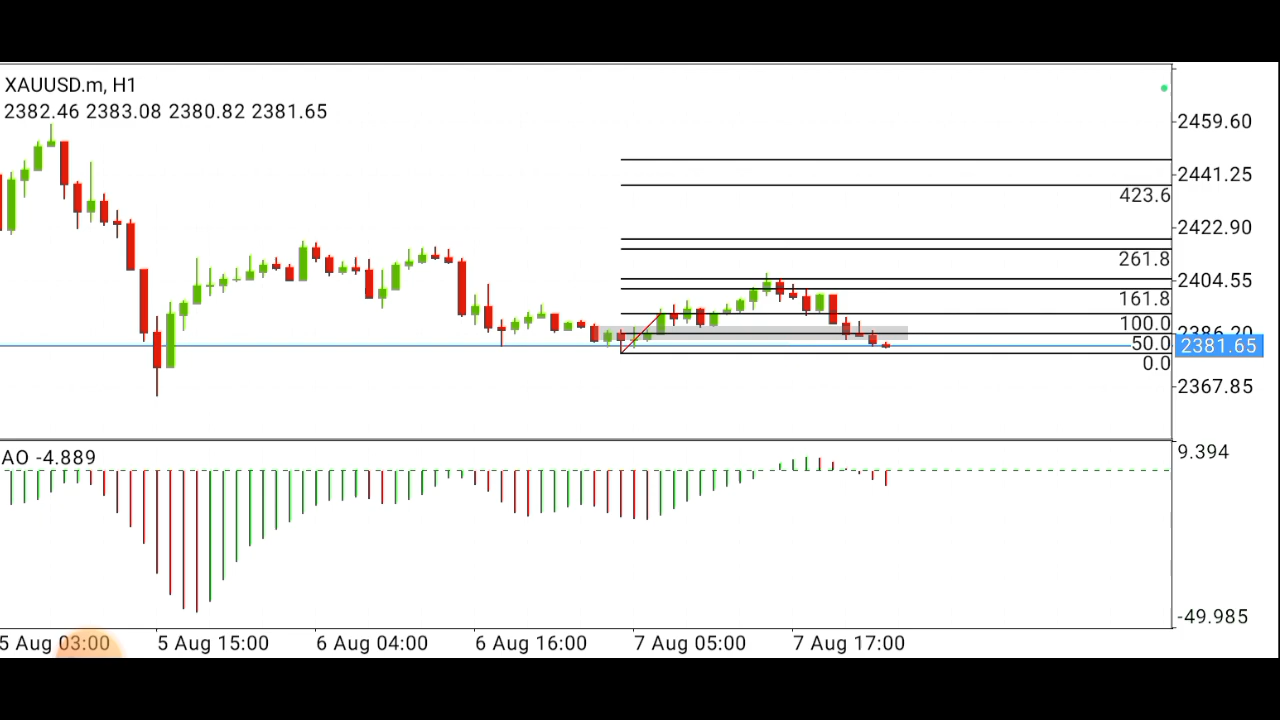 XAUUSD.m, H1
2382.46 2383.08 2380.82 2381.65
2459.60
2441.25
423.6
2422.90
261.8
2404.55
161.8
100.0
50.0
2381.65
0.0
2367.85
AO -4.889
9.394
-49.985
5 Aug 03:00
5 Aug 15:00
6 Aug 04:00
6 Aug 16:00
7 Aug 05:00
7 Aug 17:00